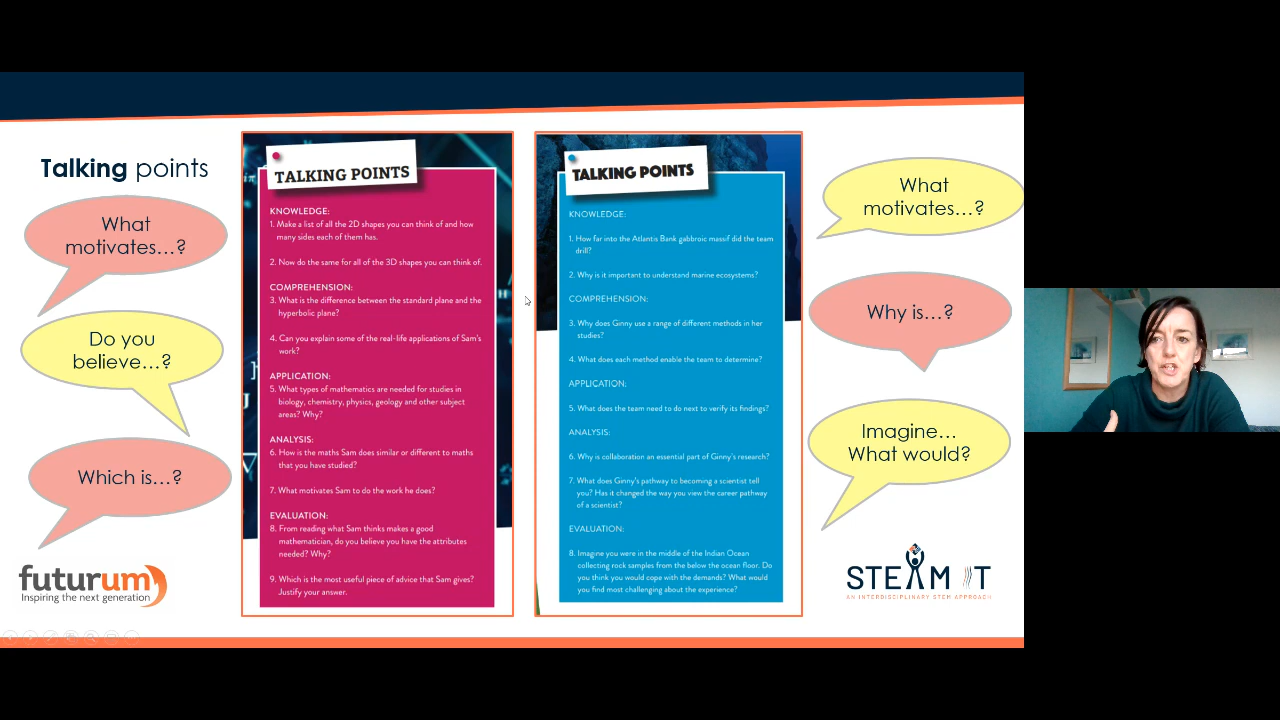 Talking points
What
motivates…?
Do you
believe…?
Which is…?
futurum
Inspiring the next generation
TALKING POINTS
KNOWLEDGE:
1. Make a list of all the 2D shapes you can think of and how
many sides each of them has.
2. Now do the same for all of the 3D shapes you can think of.
COMPREHENSION:
3. What is the difference between the standard plane and the
hyperbolic plane?
4. Can you explain some of the real-life applications of Sam's
work?
APPLICATION:
5. What types of mathematics are needed for studies in
biology, chemistry, physics, geology and other subject
areas? Why?
ANALYSIS:
6. How is the maths Sam does similar or different to maths
that you have studied?
7. What motivates Sam to do the work he does?
EVALUATION:
8. From reading what Sam thinks makes a good
mathematician, do you believe you have the attributes
needed? Why?
9. Which is the most useful piece of advice that Sam gives?
Justify your answer.
TALKING POINTS
KNOWLEDGE:
1. How far into the Atlantis Bank gabbroic massif did the team
drill?
2. Why is it important to understand marine ecosystems?
COMPREHENSION:
3. Why does Ginny use a range of different methods in her
studies?
4. What does each method enable the team to determine?
APPLICATION:
5. What does the team need to do next to verify its findings?
ANALYSIS:
6. Why is collaboration an essential part of Ginny's research?
7. What does Ginny's pathway to becoming a scientist tell
you? Has it changed the way you view the career pathway
of a scientist?
EVALUATION:
8. Imagine you were in the middle of the Indian Ocean
collecting rock samples from the below the ocean floor. Do
you think you would cope with the demands? What would
you find most challenging about the experience?
What
motivates…?
Why is…?
Imagine…
What would?
STEAM IT
AN INTERDISCIPLINARY STEM APPROACH